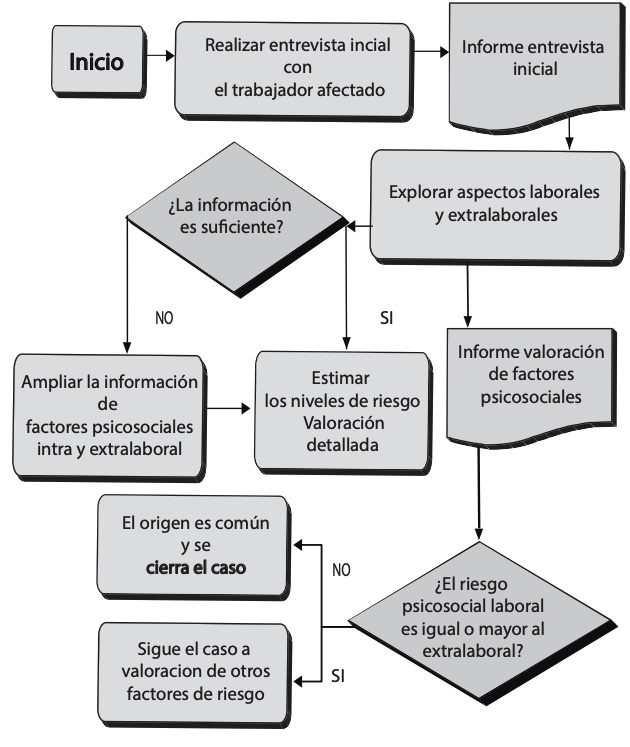 Inicio
Realizar entrevista incial
con
el trabajador afectado
Informe entrevista
inicial
Explorar aspectos laborales
y extralaborales
¿La información
es suficiente?
NO
SI
Ampliar la información
de
factores psicosociales
intra y extralaboral
Estimar
los niveles de riesgo
Valoración
detallada
Informe valoración
de factores
psicosociales
¿El riesgo
psicosocial laboral
es igual o mayor al
extralaboral?
NO
El origen es común
y se
cierra el caso
SI
Sigue el caso a
valoracion de otros
factores de riesgo